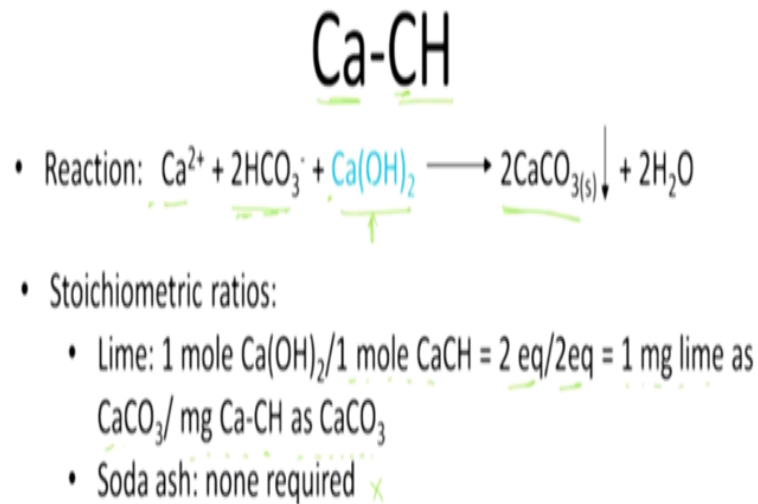 Ca-CH
• Reaction: Ca²⁺ + 2HCO₃⁻ + Ca(OH)₂ ⟶ 2CaCO₃₍ₛ₎↓ + 2H₂O
• Stoichiometric ratios:
• Lime: 1 mole Ca(OH)₂/1 mole CaCH = 2 eq/2eq = 1 mg lime as
CaCO₃/ mg Ca-CH as CaCO₃
• Soda ash: none required x